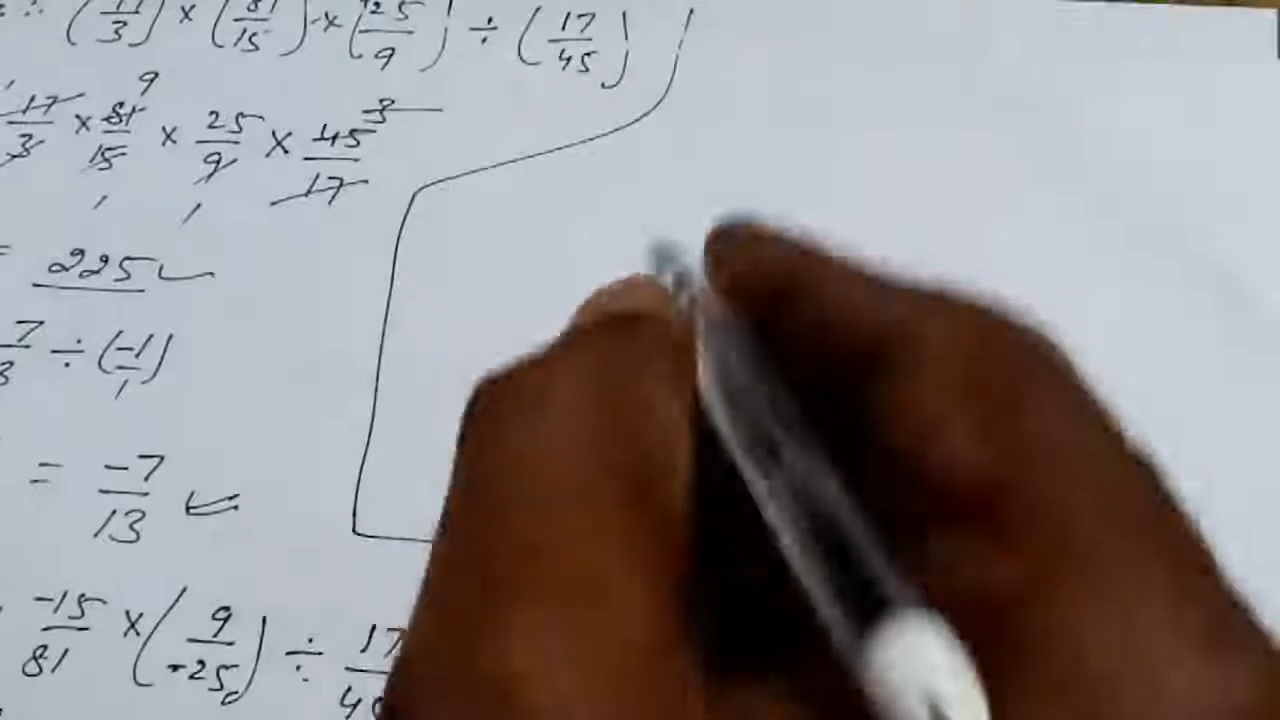 ∴ (17/3) × (81/15) × (25/9) ÷ (17/45)
9
17/3 × 81/15 × 25/9 × 45/17 3
= 225
7 ÷ (-1/1)
= -7/13
-15/81 × (9/-25) ÷ 17